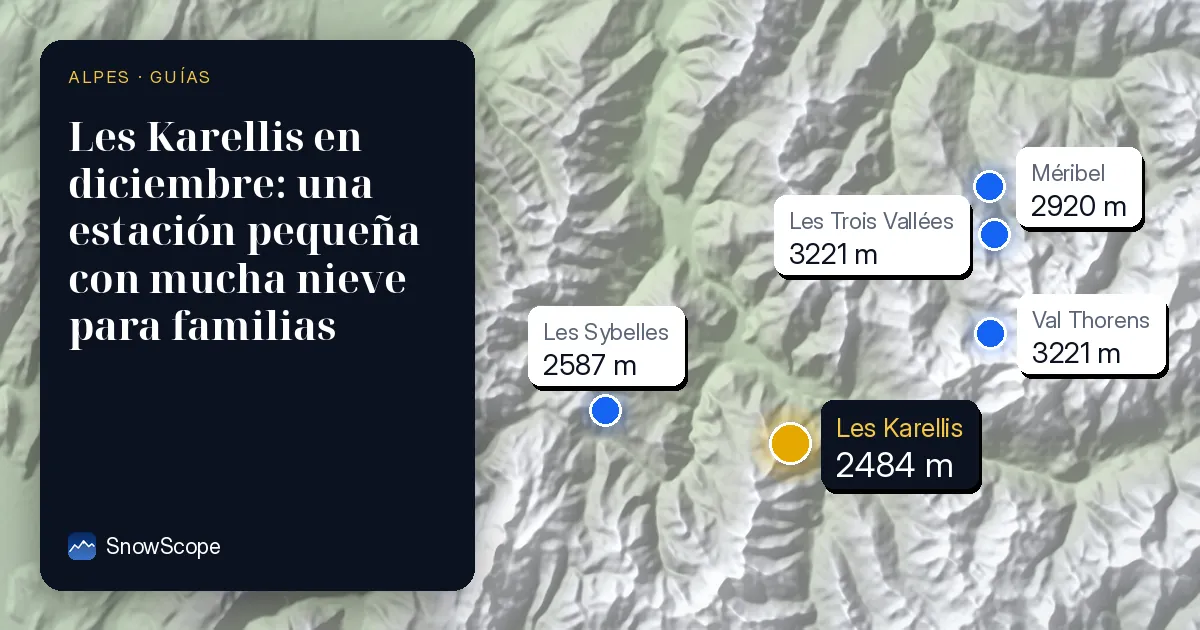 ALPES · GUÍAS
Les Karellis en
diciembre: una
estación pequeña
con mucha nieve
para familias
SnowScope
Méribel
2920 m
Les Trois Vallées
3221 m
Val Thorens
3221 m
Les Sybelles
2587 m
Les Karellis
2484 m